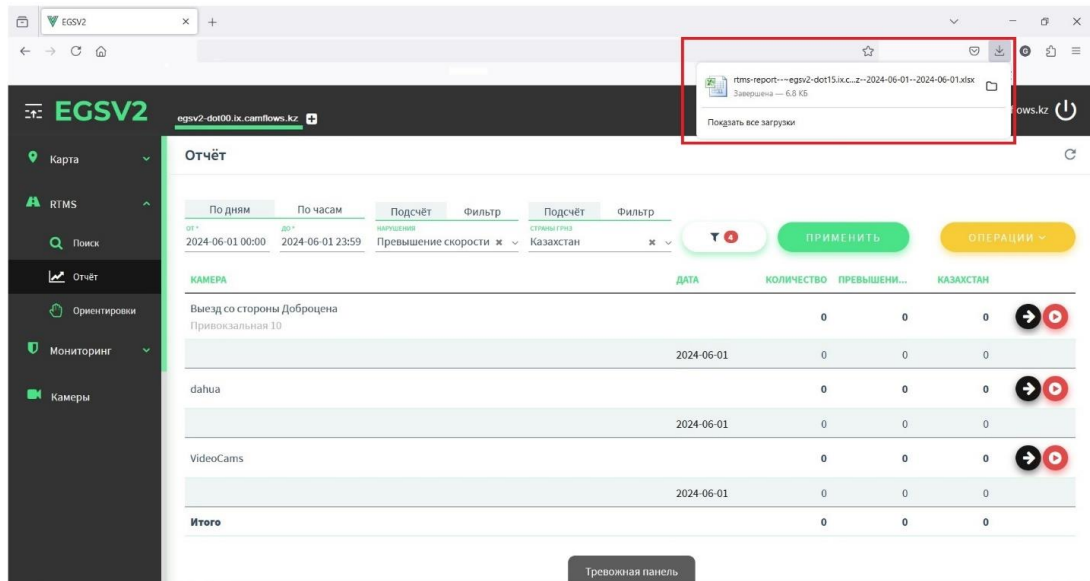 EGSV2
rtms-report--~egsv2-dot15.ix.c...z--2024-06-01--2024-06-01.xlsx
Завершена — 6,8 КБ
Показать все загрузки
EGSV2
egsv2-dot00.ix.camflows.kz
ows.kz
Карта
Отчёт
RTMS
По дням По часам Подсчёт Фильтр Подсчёт Фильтр
ОТ * ДО * НАРУШЕНИЯ СТРАНЫ ГРНЗ
2024-06-01 00:00 2024-06-01 23:59 Превышение скорости Казахстан 4 ПРИМЕНИТЬ ОПЕРАЦИИ
Поиск
Отчёт
Ориентировки
Мониторинг
Камеры
КАМЕРА ДАТА КОЛИЧЕСТВО ПРЕВЫШЕНИ... КАЗАХСТАН
Выезд со стороны Доброцена 0 0 0
Привокзальная 10
2024-06-01 0 0 0
dahua 0 0 0
2024-06-01 0 0 0
VideoCams 0 0 0
2024-06-01 0 0 0
Итого 0 0 0
Тревожная панель